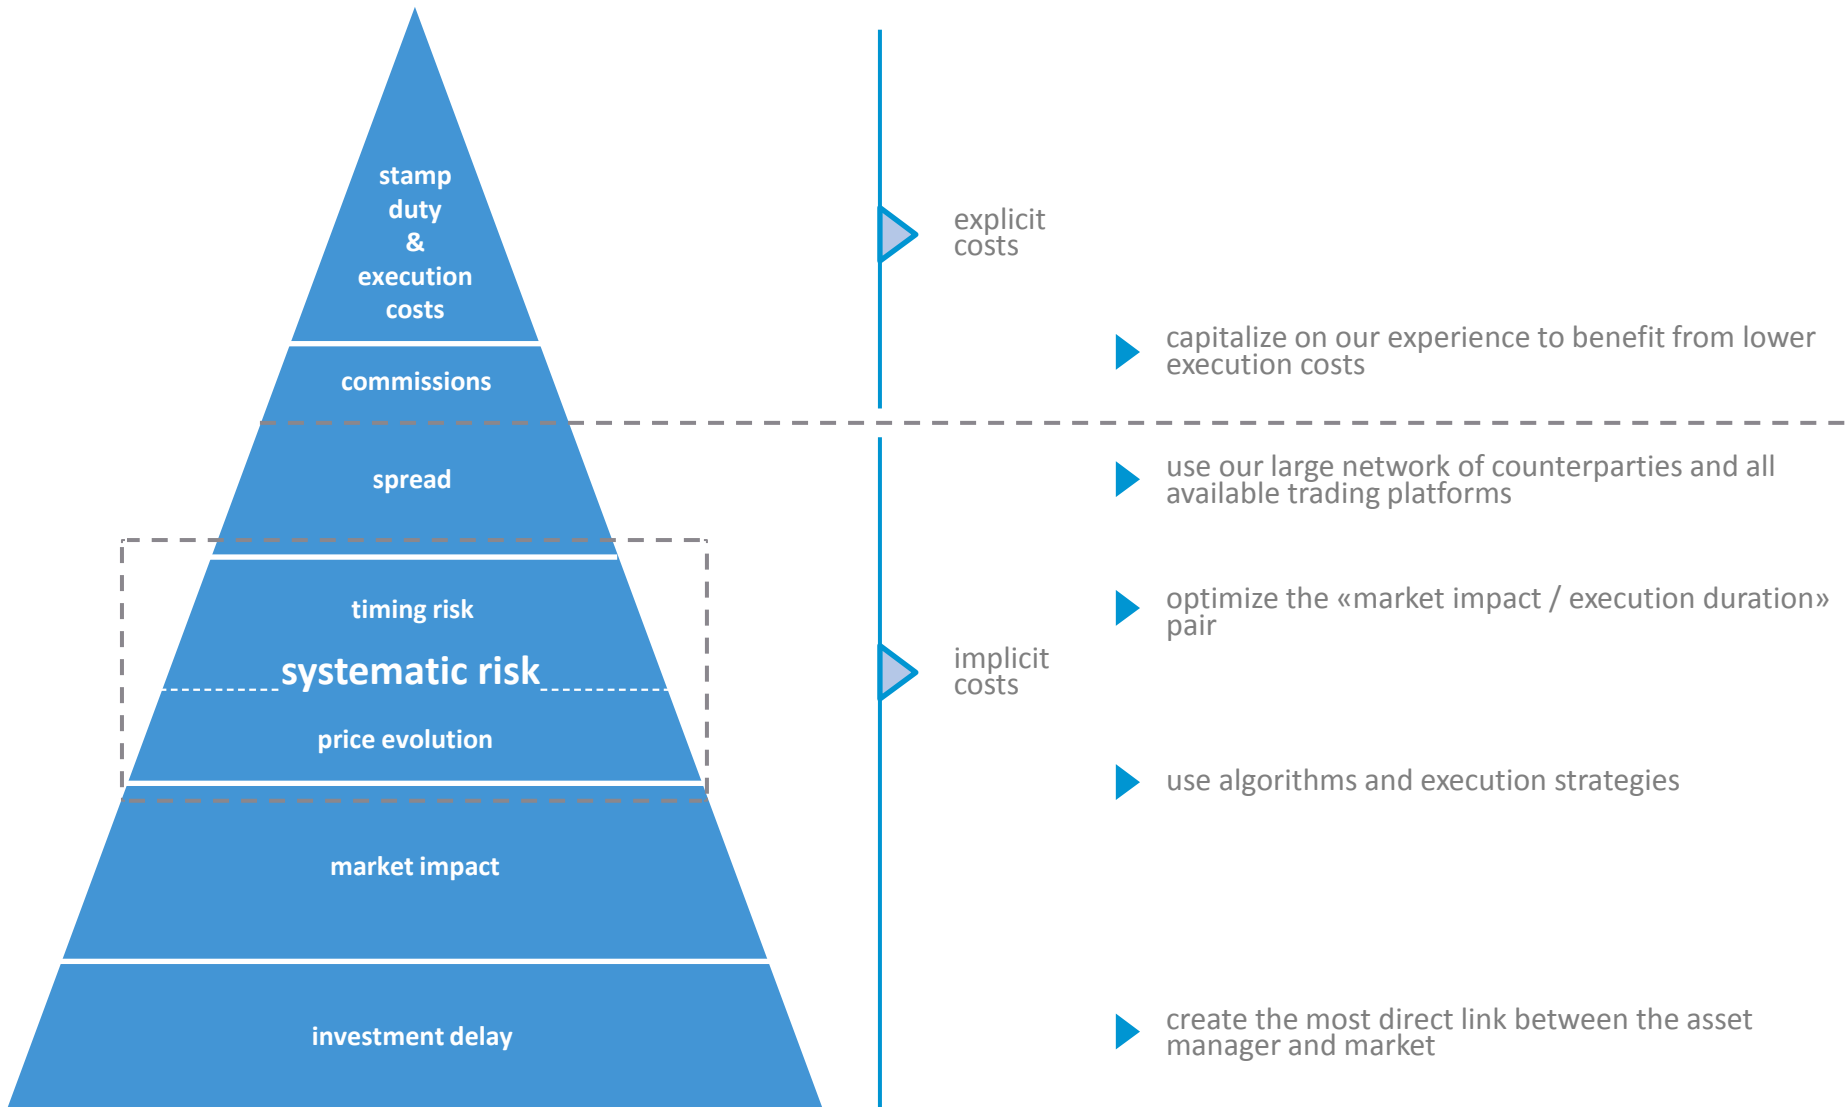 stamp
duty
&
execution
costs
commissions
spread
timing risk
systematic risk
price evolution
market impact
investment delay
explicit
costs
implicit
costs
capitalize on our experience to benefit from lower
execution costs
use our large network of counterparties and all
available trading platforms
optimize the «market impact / execution duration»
pair
use algorithms and execution strategies
create the most direct link between the asset
manager and market